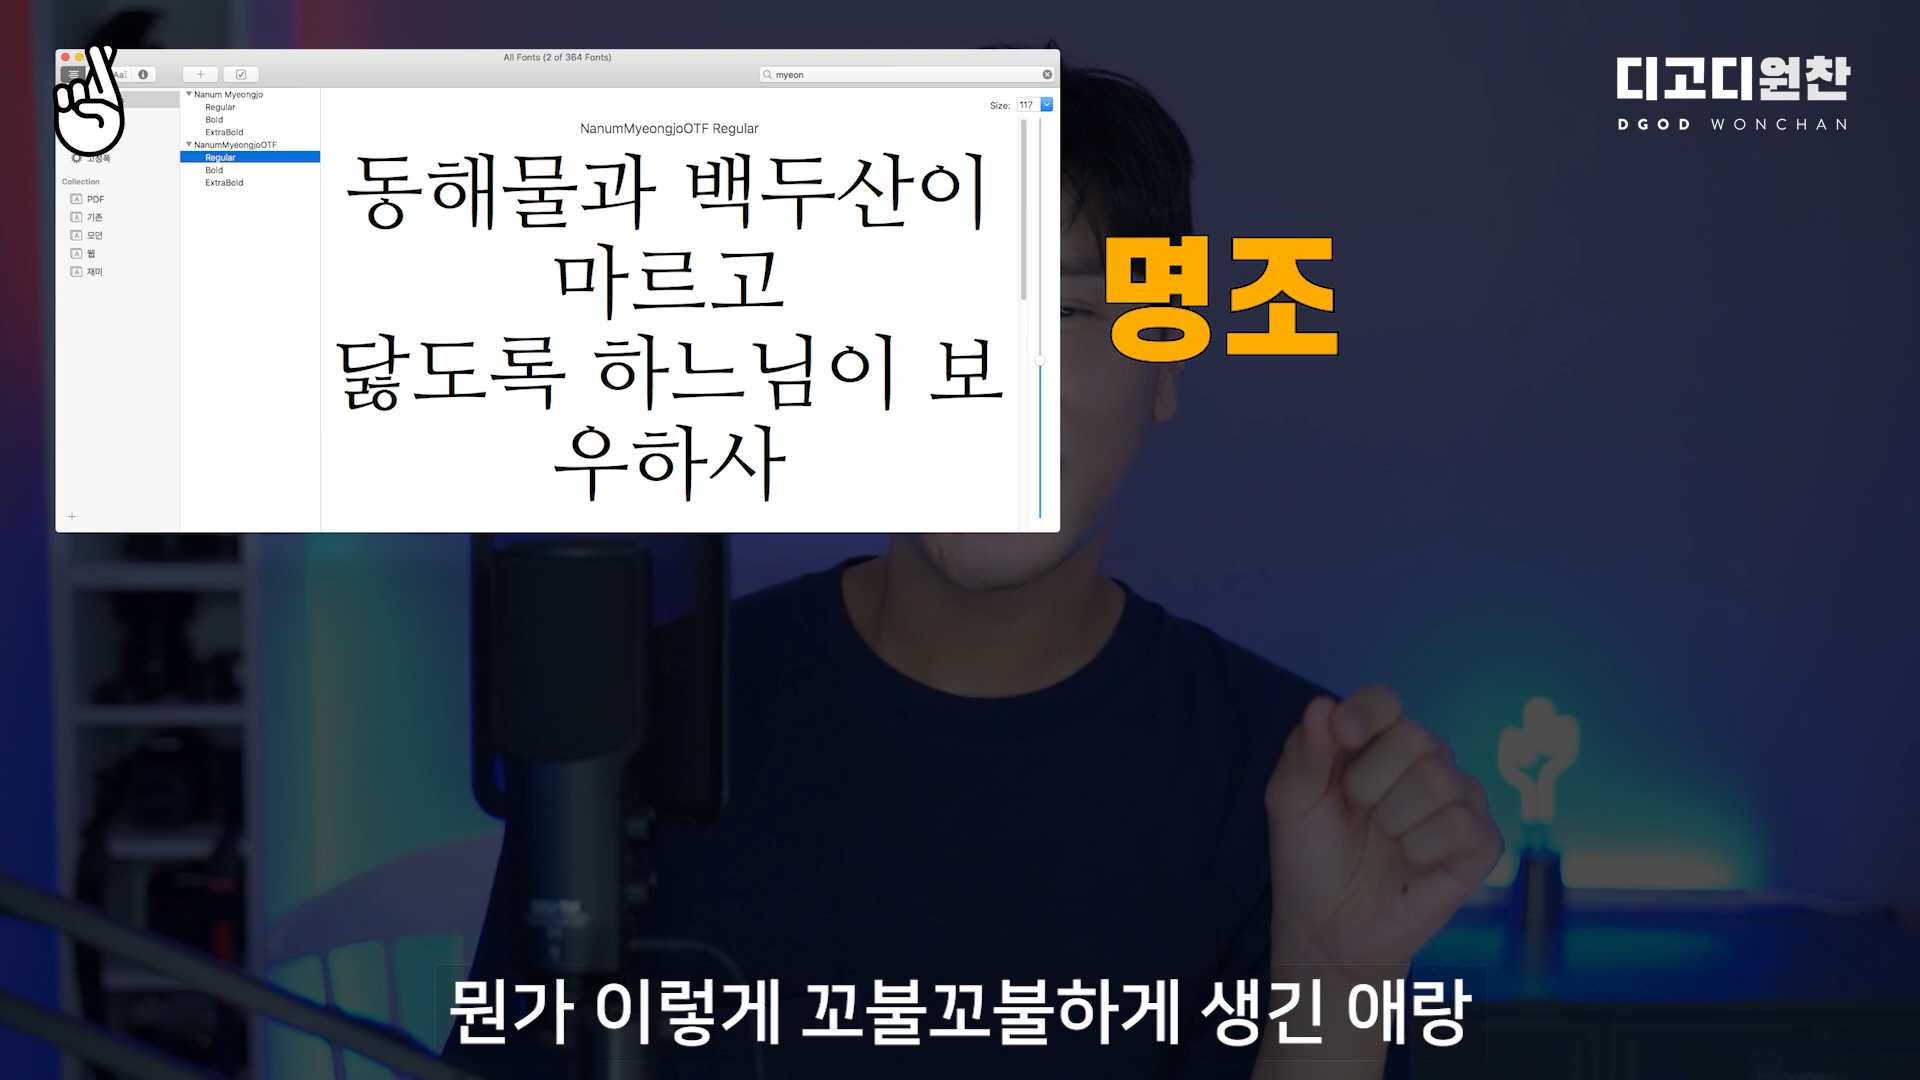 All Fonts (2 of 364 Fonts)
myeon
디고디원찬
DGOD WONCHAN
Nanum Myeongjo
Regular
Bold
ExtraBold
NanumMyeongjoOTF
Regular
Bold
ExtraBold
고정폭
Collection
PDF
기존
모던
웹
재미
Size: 117
NanumMyeongjoOTF Regular
동해물과 백두산이
마르고
닳도록 하느님이 보
우하사
명조
뭔가 이렇게 꼬불꼬불하게 생긴 애랑